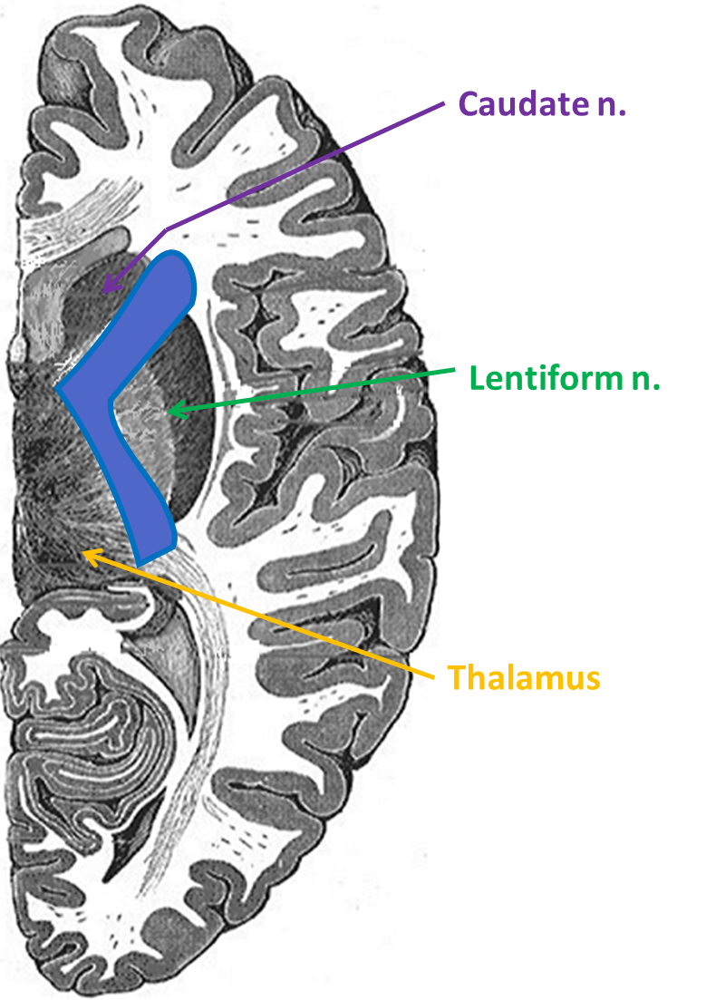 Caudate n.
Lentiform n.
Thalamus